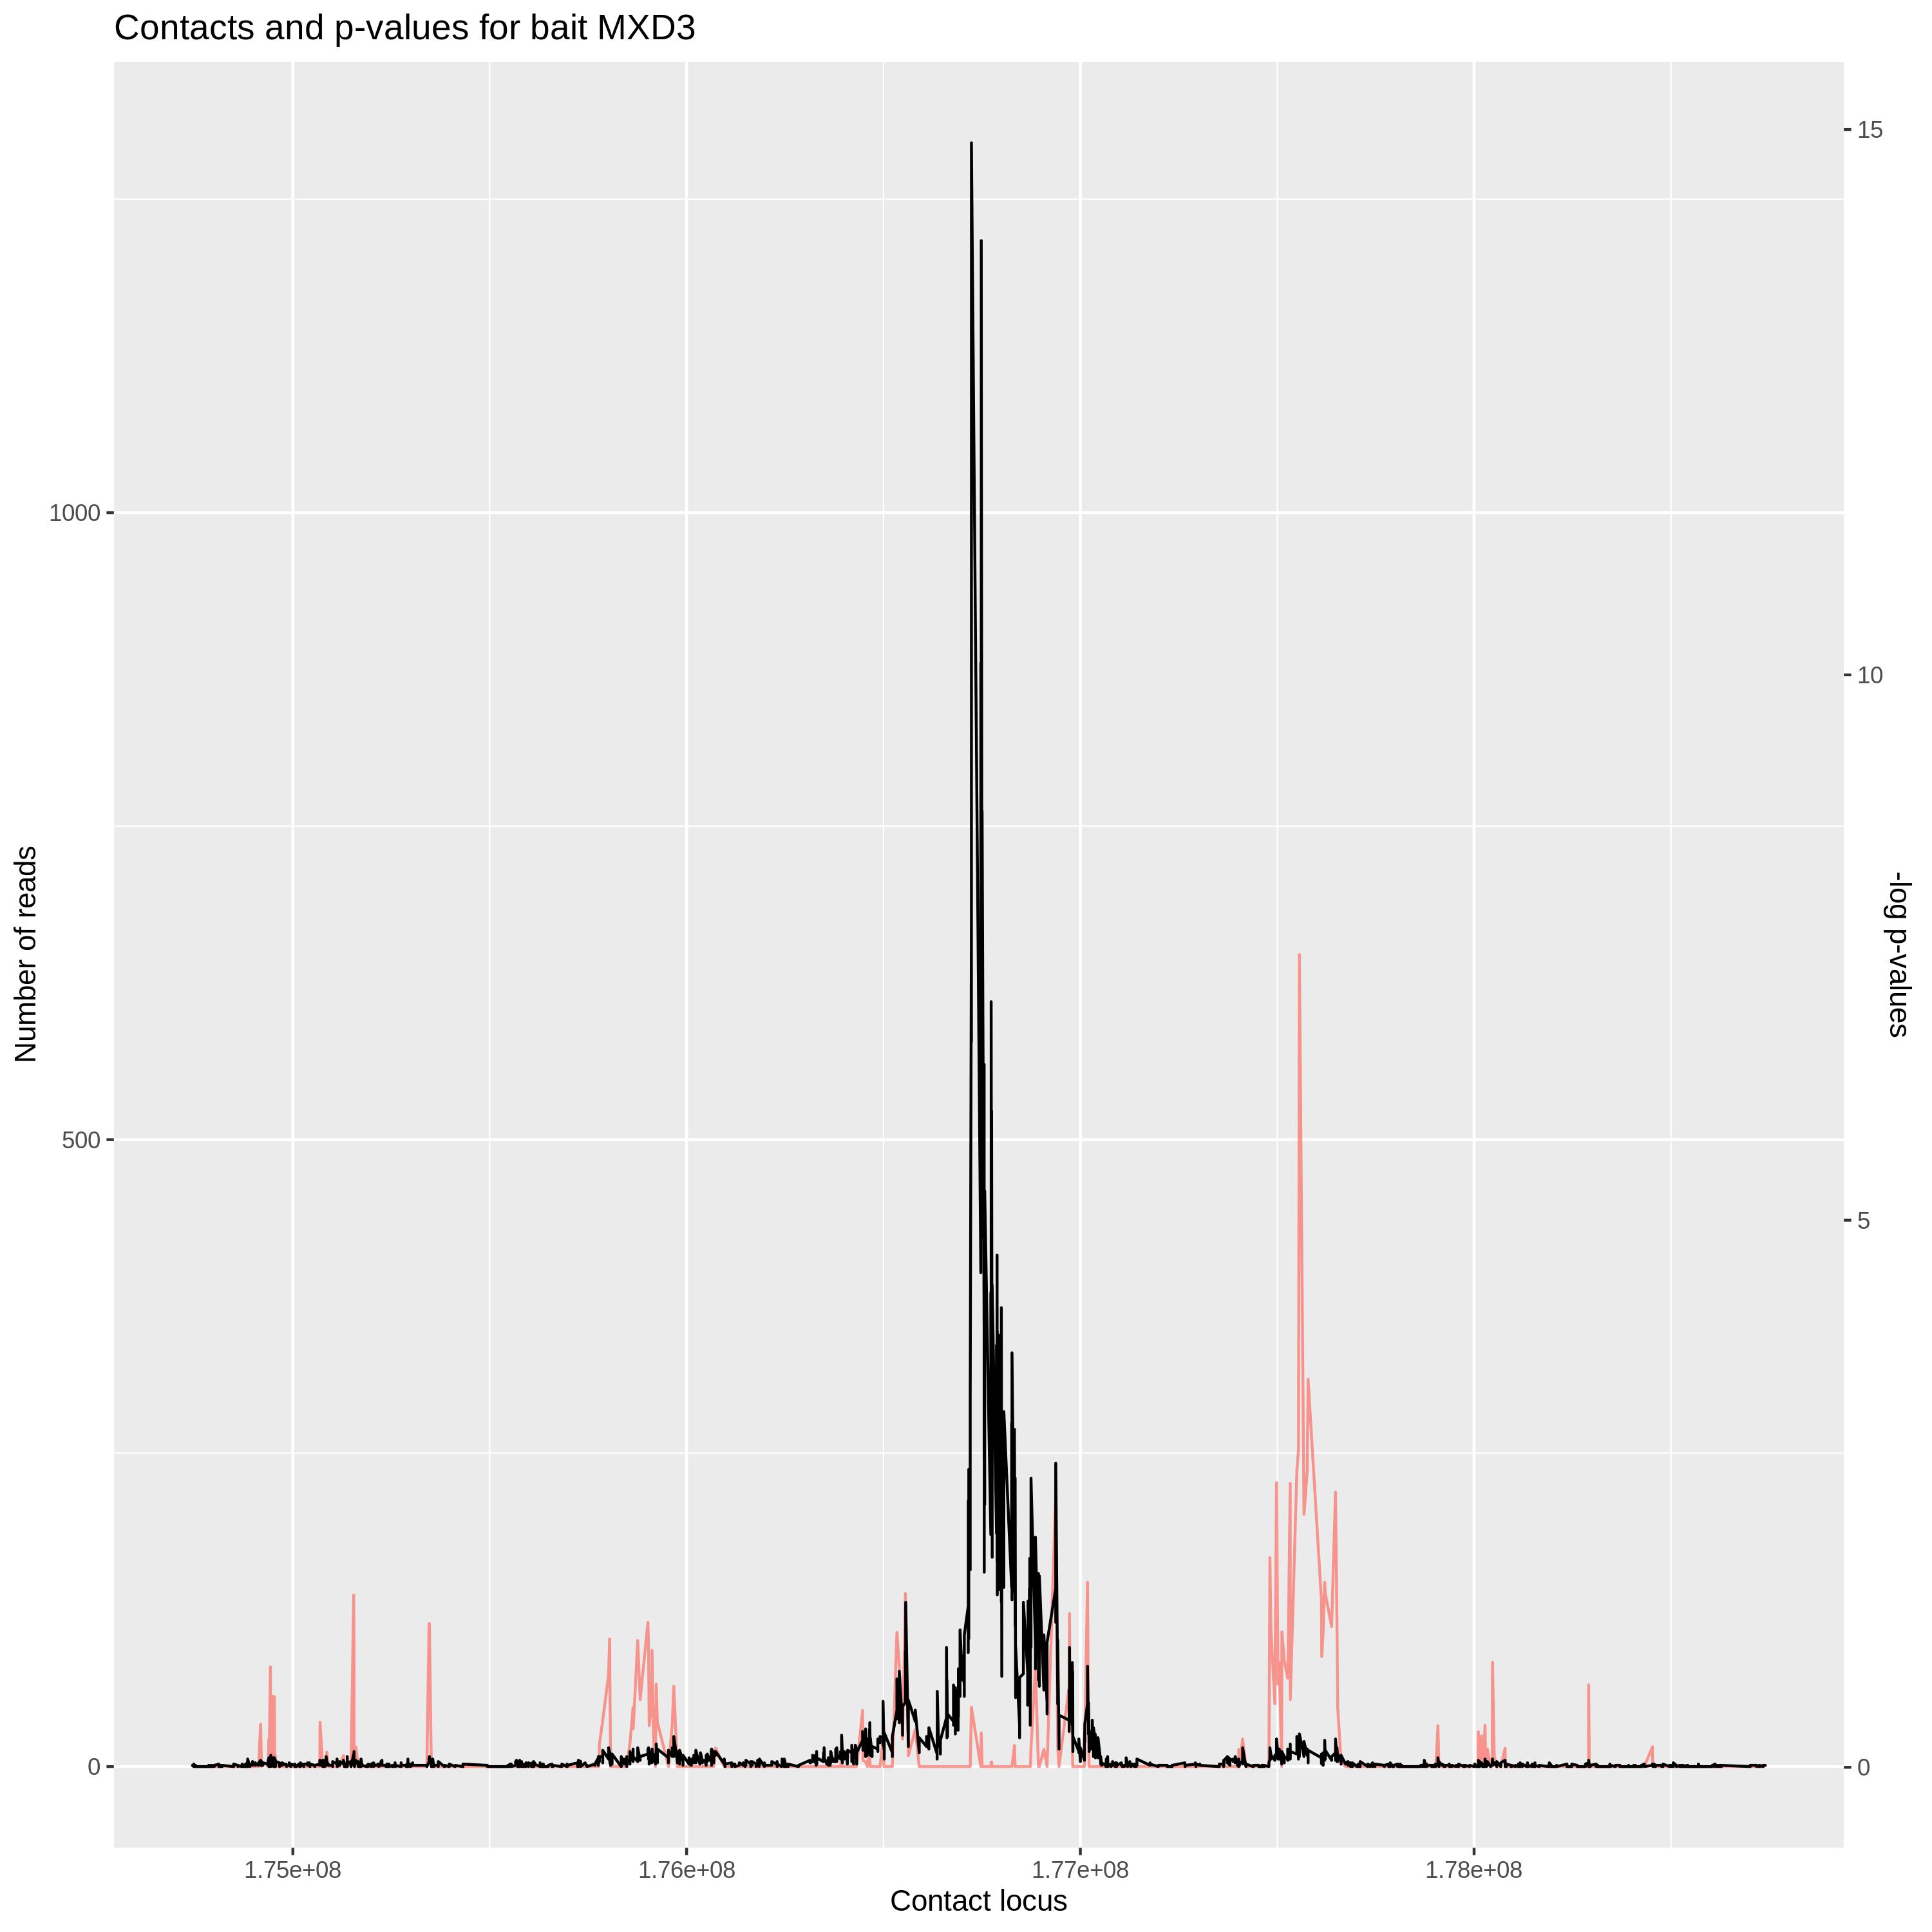 Contacts and p-values for bait MXD3
Number of reads
1000
500
0
15
10
5
0
-log p-values
1.75e+08
1.76e+08
1.77e+08
1.78e+08
Contact locus